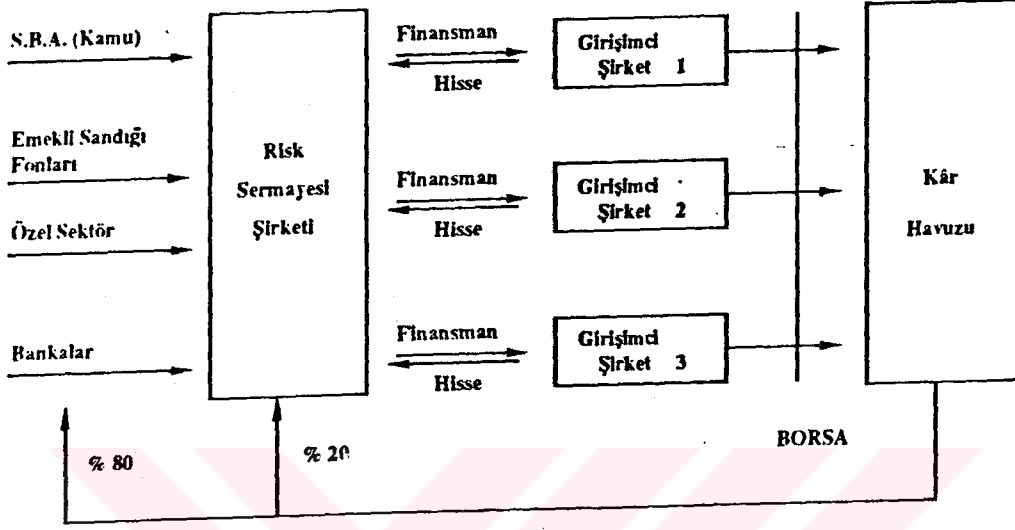 S.B.A. (Kamu)
Emekli Sandığı
Fonları
Özel Sektör
Bankalar
Risk
Sermayesi
Şirketi
Finansman
Hisse
Finansman
Hisse
Finansman
Hisse
Girişimci
Şirket 1
Girişimci
Şirket 2
Girişimci
Şirket 3
Kâr
Havuzu
BORSA
% 80
% 20